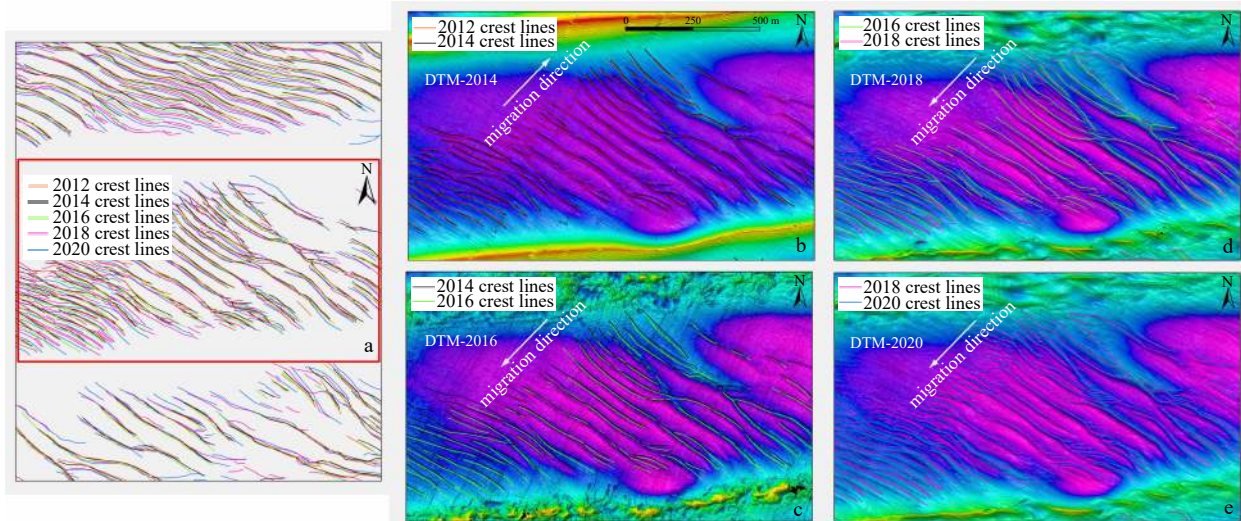 N
2012 crest lines
2014 crest lines
2016 crest lines
2018 crest lines
2020 crest lines
a
2012 crest lines
2014 crest lines
0 250 500 m
N
DTM-2014
migration direction
b
2014 crest lines
2016 crest lines
N
DTM-2016
migration direction
c
2016 crest lines
2018 crest lines
N
DTM-2018
migration direction
d
2018 crest lines
2020 crest lines
N
DTM-2020
migration direction
e